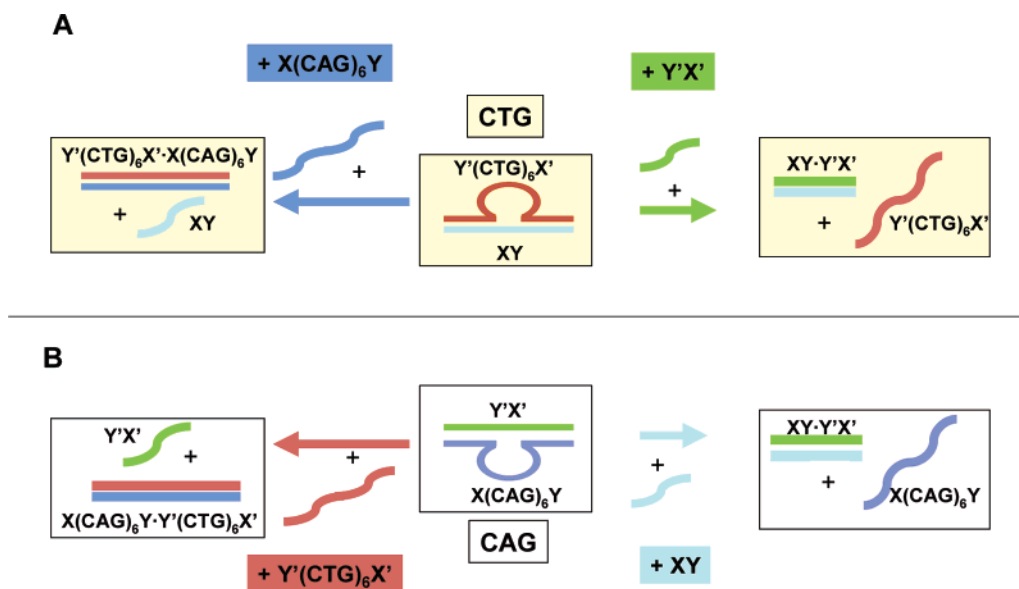 A
+ X(CAG)₆Y
+ Y'X'
CTG
Y'(CTG)₆X'·X(CAG)₆Y
+
XY
+
Y'(CTG)₆X'
XY
+
XY·Y'X'
+
Y'(CTG)₆X'
B
Y'X'
+
X(CAG)₆Y·Y'(CTG)₆X'
+
Y'X'
X(CAG)₆Y
CAG
+
XY·Y'X'
+
X(CAG)₆Y
+ Y'(CTG)₆X'
+ XY